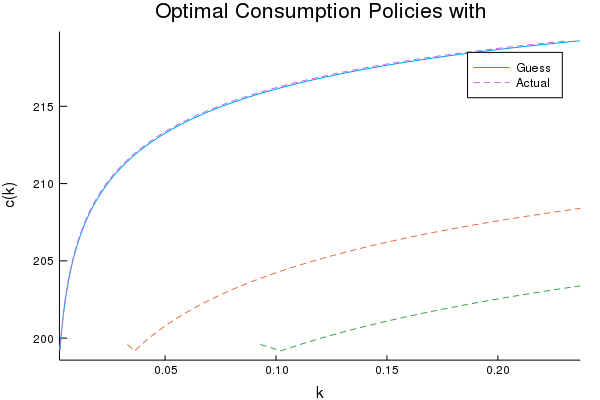 Optimal Consumption Policies with
Guess
Actual
c(k)
215
210
205
200
0.05
0.10
0.15
0.20
k